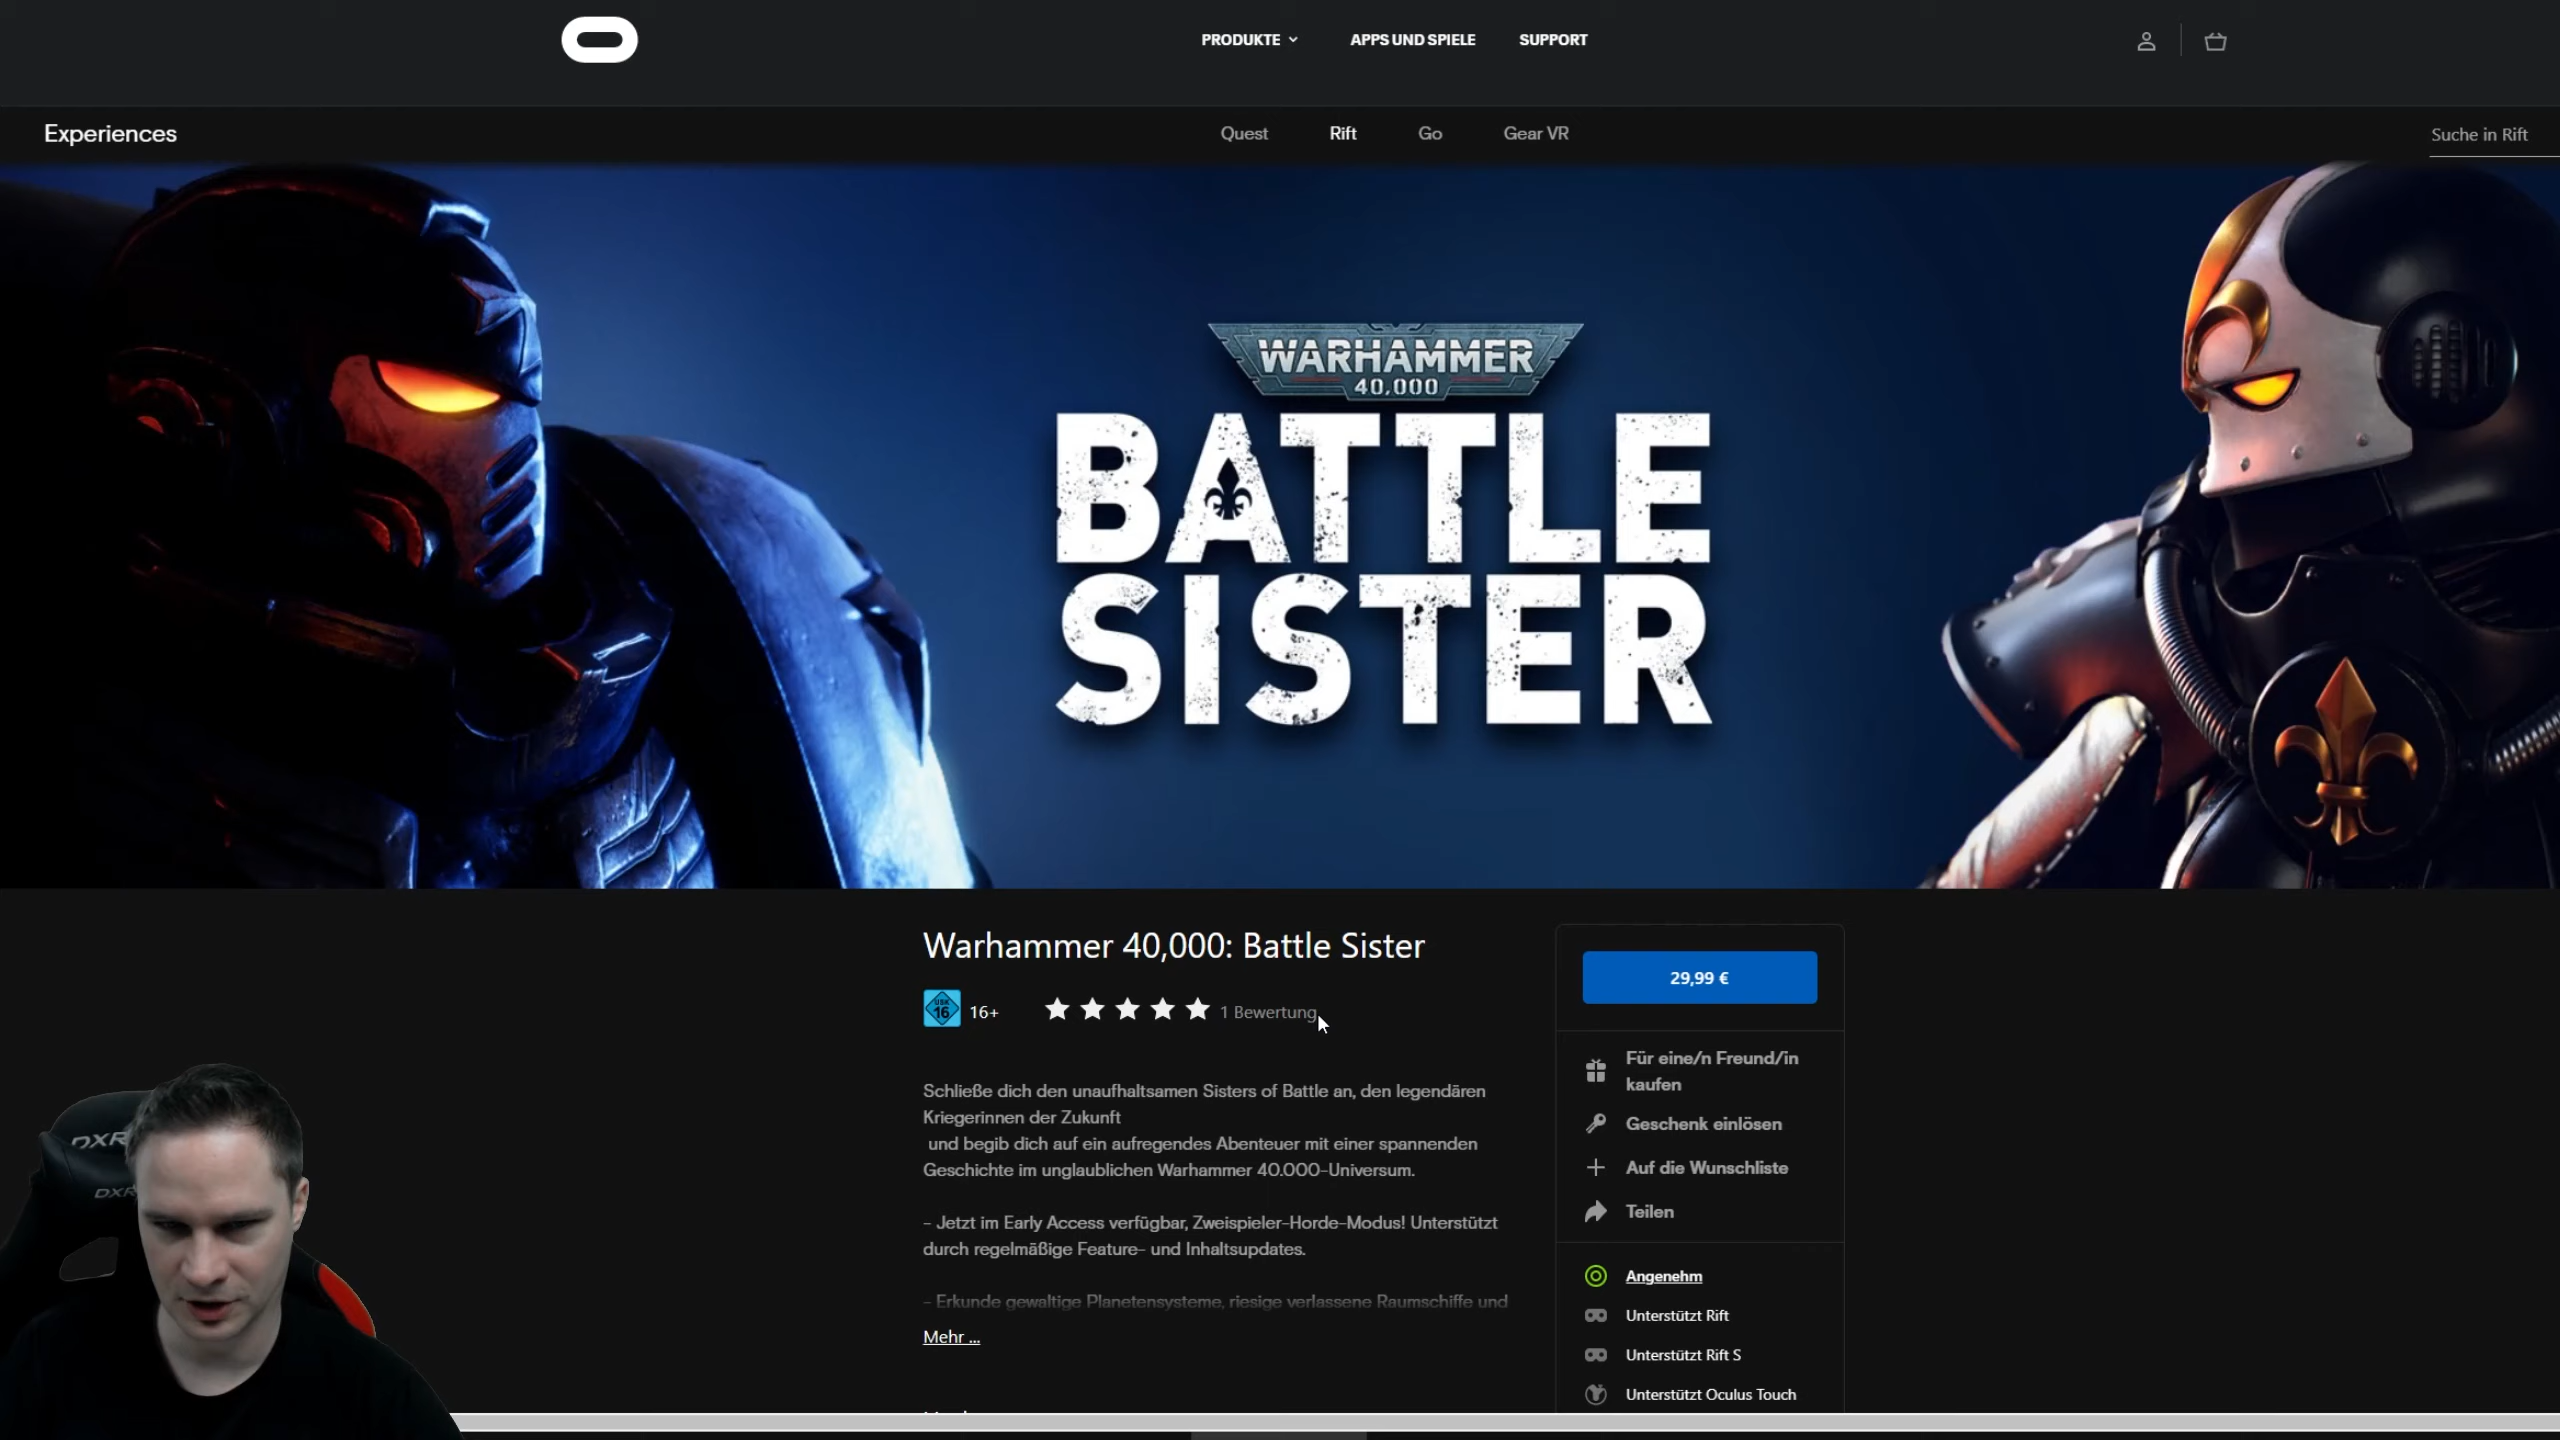 PRODUKTE
APPS UND SPIELE
SUPPORT
Experiences
Quest
Rift
Go
Gear VR
Suche in Rift
WARHAMMER
40,000
BATTLE
SISTER
Warhammer 40,000: Battle Sister
USK
16
16+
1 Bewertung
Schließe dich den unaufhaltsamen Sisters of Battle an, den legendären
Kriegerinnen der Zukunft
und begib dich auf ein aufregendes Abenteuer mit einer spannenden
Geschichte im unglaublichen Warhammer 40.000-Universum.
- Jetzt im Early Access verfügbar, Zweispieler-Horde-Modus! Unterstützt
durch regelmäßige Feature- und Inhaltsupdates.
- Erkunde gewaltige Planetensysteme, riesige verlassene Raumschiffe und
Mehr ...
29,99 €
Für eine/n Freund/in
kaufen
Geschenk einlösen
Auf die Wunschliste
Teilen
Angenehm
Unterstützt Rift
Unterstützt Rift S
Unterstützt Oculus Touch
DXR
DXR